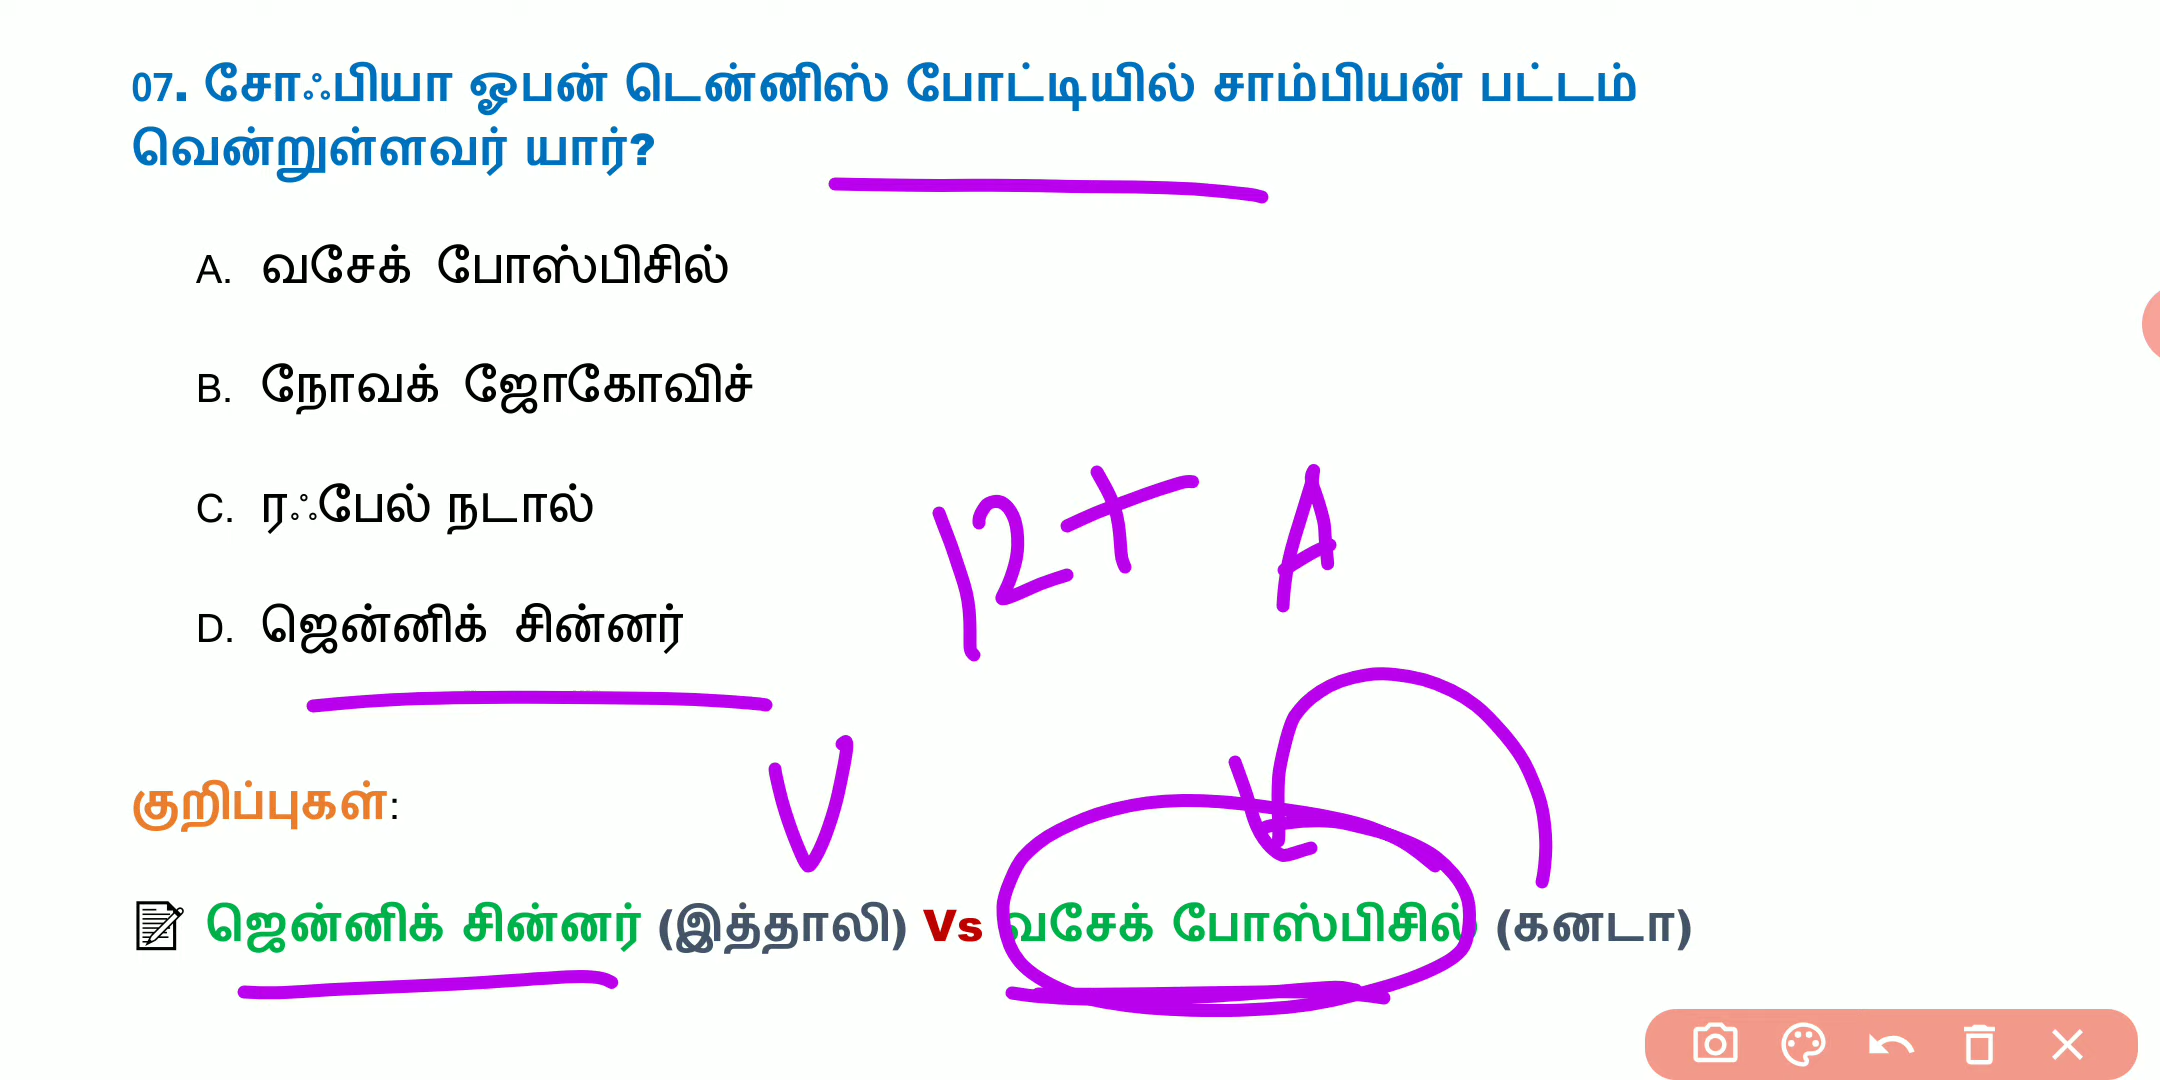 07. சோஃபியா ஓபன் டென்னிஸ் போட்டியில் சாம்பியன் பட்டம்
வென்றுள்ளவர் யார்?
A. வசேக் போஸ்பிசில்
B. நோவக் ஜோகோவிச்
C. ரஃபேல் நடால்
12+ A
D. ஜென்னிக் சின்னர்
குறிப்புகள்:
ஜென்னிக் சின்னர் (இத்தாலி) Vs வசேக் போஸ்பிசில் (கனடா)